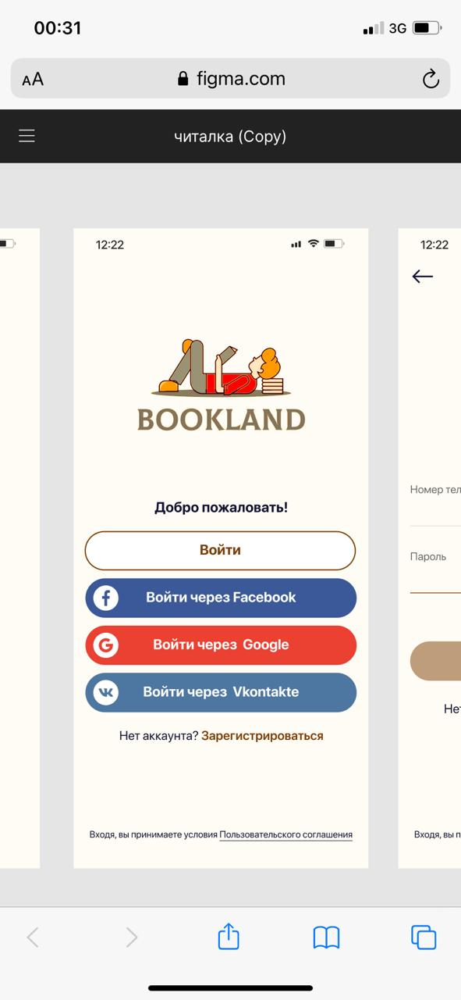 00:31
3G
AA
figma.com
читалка (Copy)
12:22
BOOKLAND
Добро пожаловать!
Войти
Войти через Facebook
Войти через Google
Войти через Vkontakte
Нет аккаунта? Зарегистрироваться
Входя, вы принимаете условия Пользовательского соглашения
12:22
Номер тел
Пароль
Нет
Входя, вы п